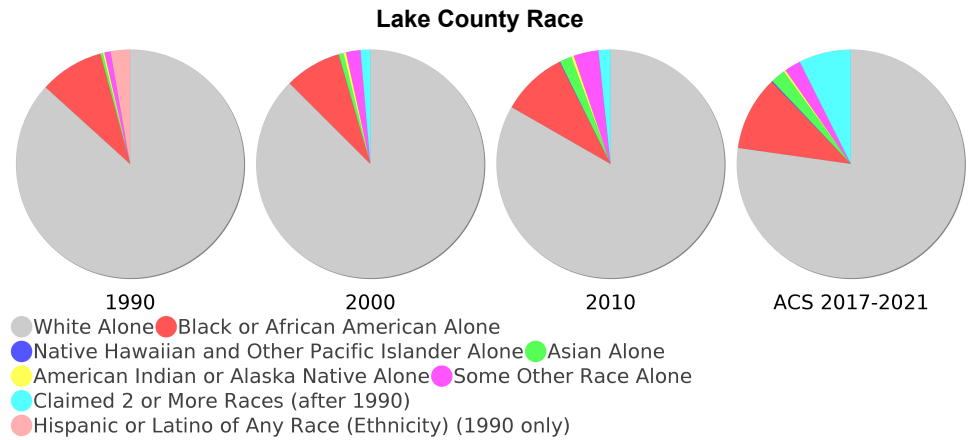 Lake County Race
1990 2000 2010 ACS 2017-2021
White Alone Black or African American Alone
Native Hawaiian and Other Pacific Islander Alone Asian Alone
American Indian or Alaska Native Alone Some Other Race Alone
Claimed 2 or More Races (after 1990)
Hispanic or Latino of Any Race (Ethnicity) (1990 only)